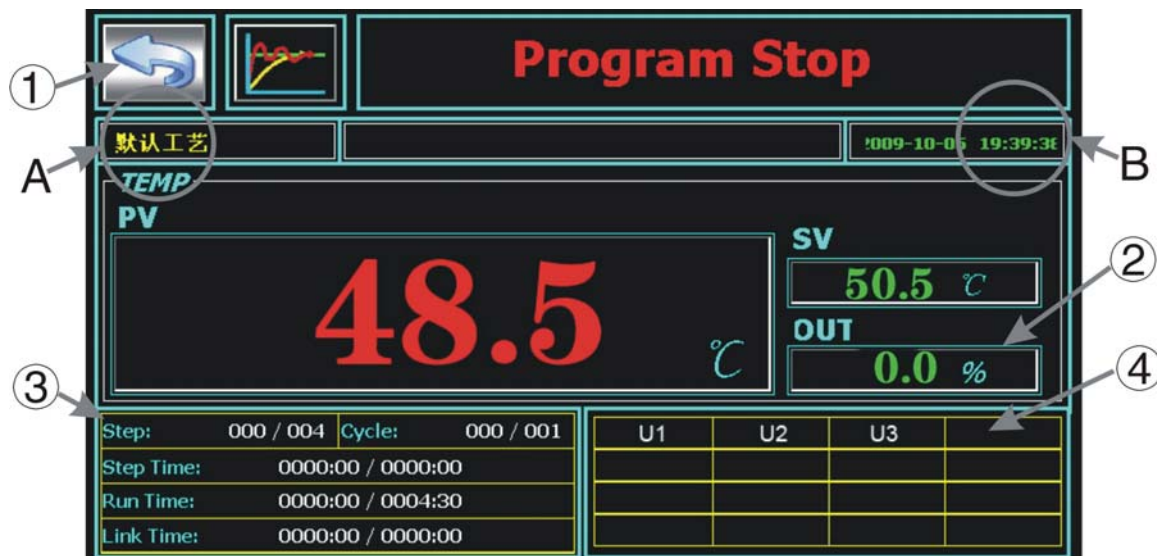 Program Stop
①
A
默认工艺
2009-10-05 19:39:38
B
TEMP
PV
48.5 ℃
SV
50.5 ℃
②
OUT
0.0 %
③
④
Step: 000 / 004 Cycle: 000 / 001
Step Time: 0000:00 / 0000:00
Run Time: 0000:00 / 0004:30
Link Time: 0000:00 / 0000:00
U1 U2 U3